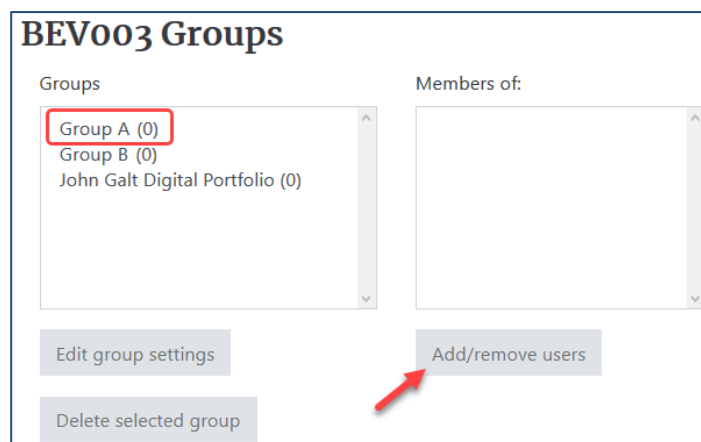 BEV003 Groups
Groups
Members of:
Group A (0)
Group B (0)
John Galt Digital Portfolio (0)
Edit group settings
Add/remove users
Delete selected group